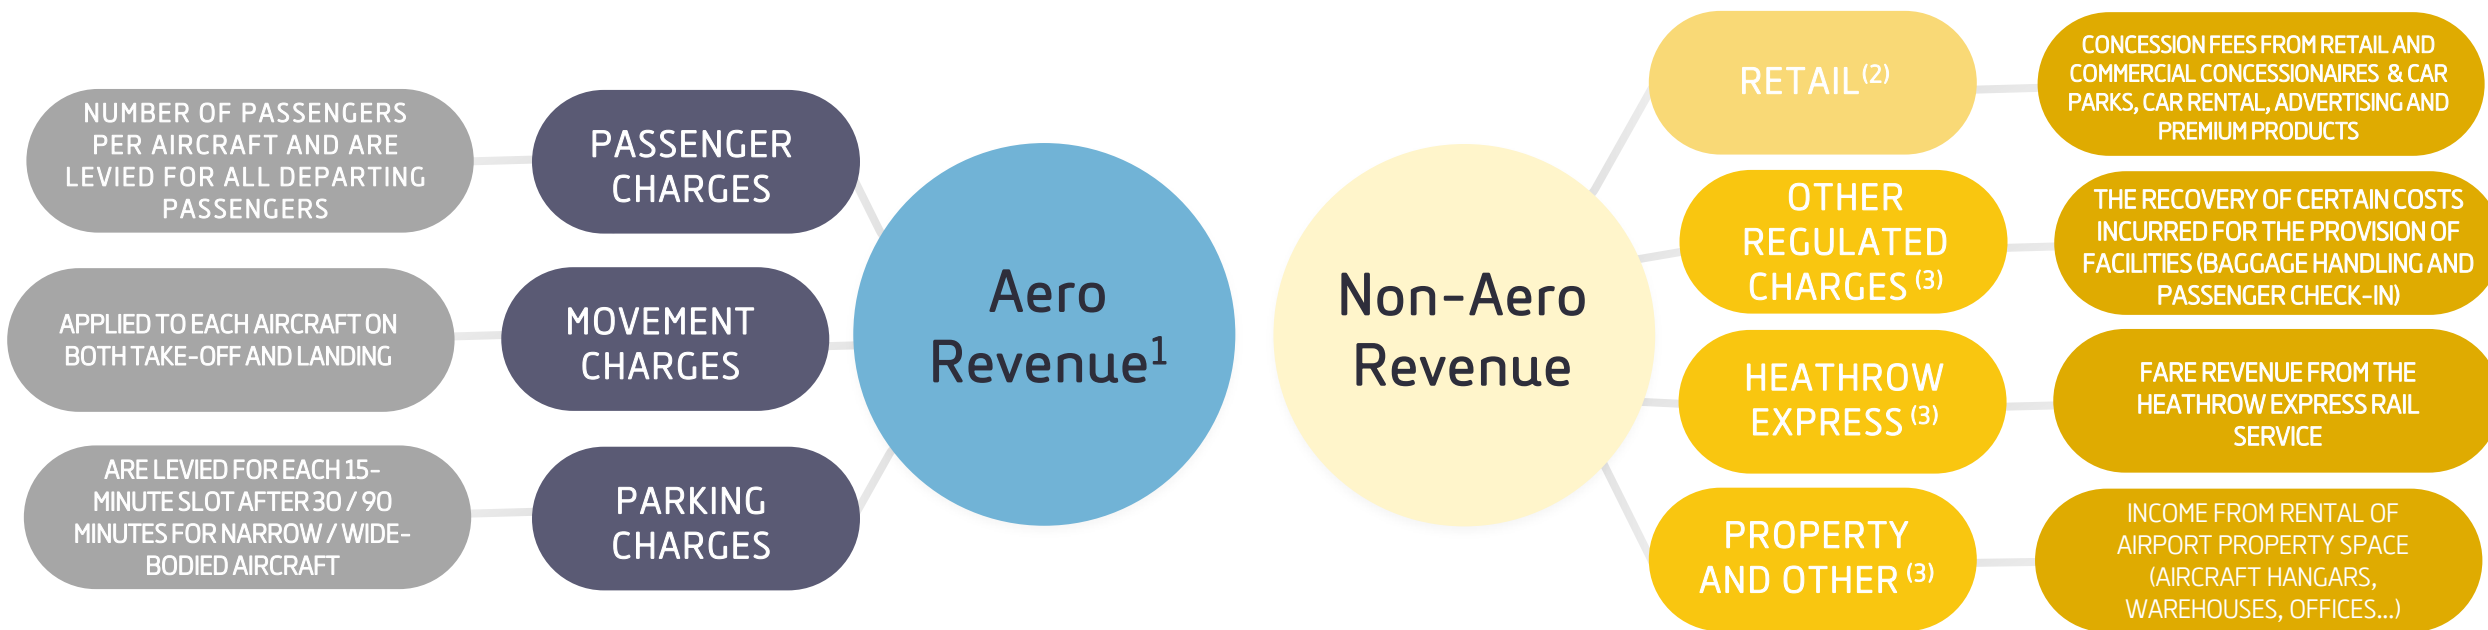 NUMBER OF PASSENGERS
PER AIRCRAFT AND ARE
LEVIED FOR ALL DEPARTING
PASSENGERS
PASSENGER
CHARGES
APPLIED TO EACH AIRCRAFT ON
BOTH TAKE-OFF AND LANDING
MOVEMENT
CHARGES
ARE LEVIED FOR EACH 15-
MINUTE SLOT AFTER 30 / 90
MINUTES FOR NARROW / WIDE-
BODIED AIRCRAFT
PARKING
CHARGES
Aero
Revenue¹
Non-Aero
Revenue
RETAIL (2)
CONCESSION FEES FROM RETAIL AND
COMMERCIAL CONCESSIONAIRES & CAR
PARKS, CAR RENTAL, ADVERTISING AND
PREMIUM PRODUCTS
OTHER
REGULATED
CHARGES (3)
THE RECOVERY OF CERTAIN COSTS
INCURRED FOR THE PROVISION OF
FACILITIES (BAGGAGE HANDLING AND
PASSENGER CHECK-IN)
HEATHROW
EXPRESS (3)
FARE REVENUE FROM THE
HEATHROW EXPRESS RAIL
SERVICE
PROPERTY
AND OTHER (3)
INCOME FROM RENTAL OF
AIRPORT PROPERTY SPACE
(AIRCRAFT HANGARS,
WAREHOUSES, OFFICES...)